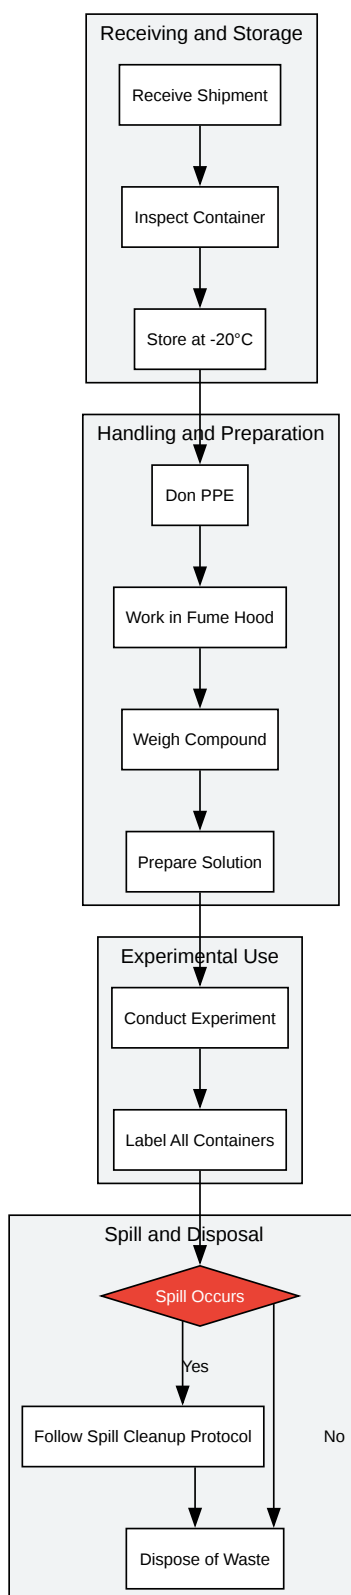 Receiving and Storage
Receive Shipment
Inspect Container
Store at -20°C
Handling and Preparation
Don PPE
Work in Fume Hood
Weigh Compound
Prepare Solution
Experimental Use
Conduct Experiment
Label All Containers
Spill and Disposal
Spill Occurs
Yes
Follow Spill Cleanup Protocol
No
Dispose of Waste